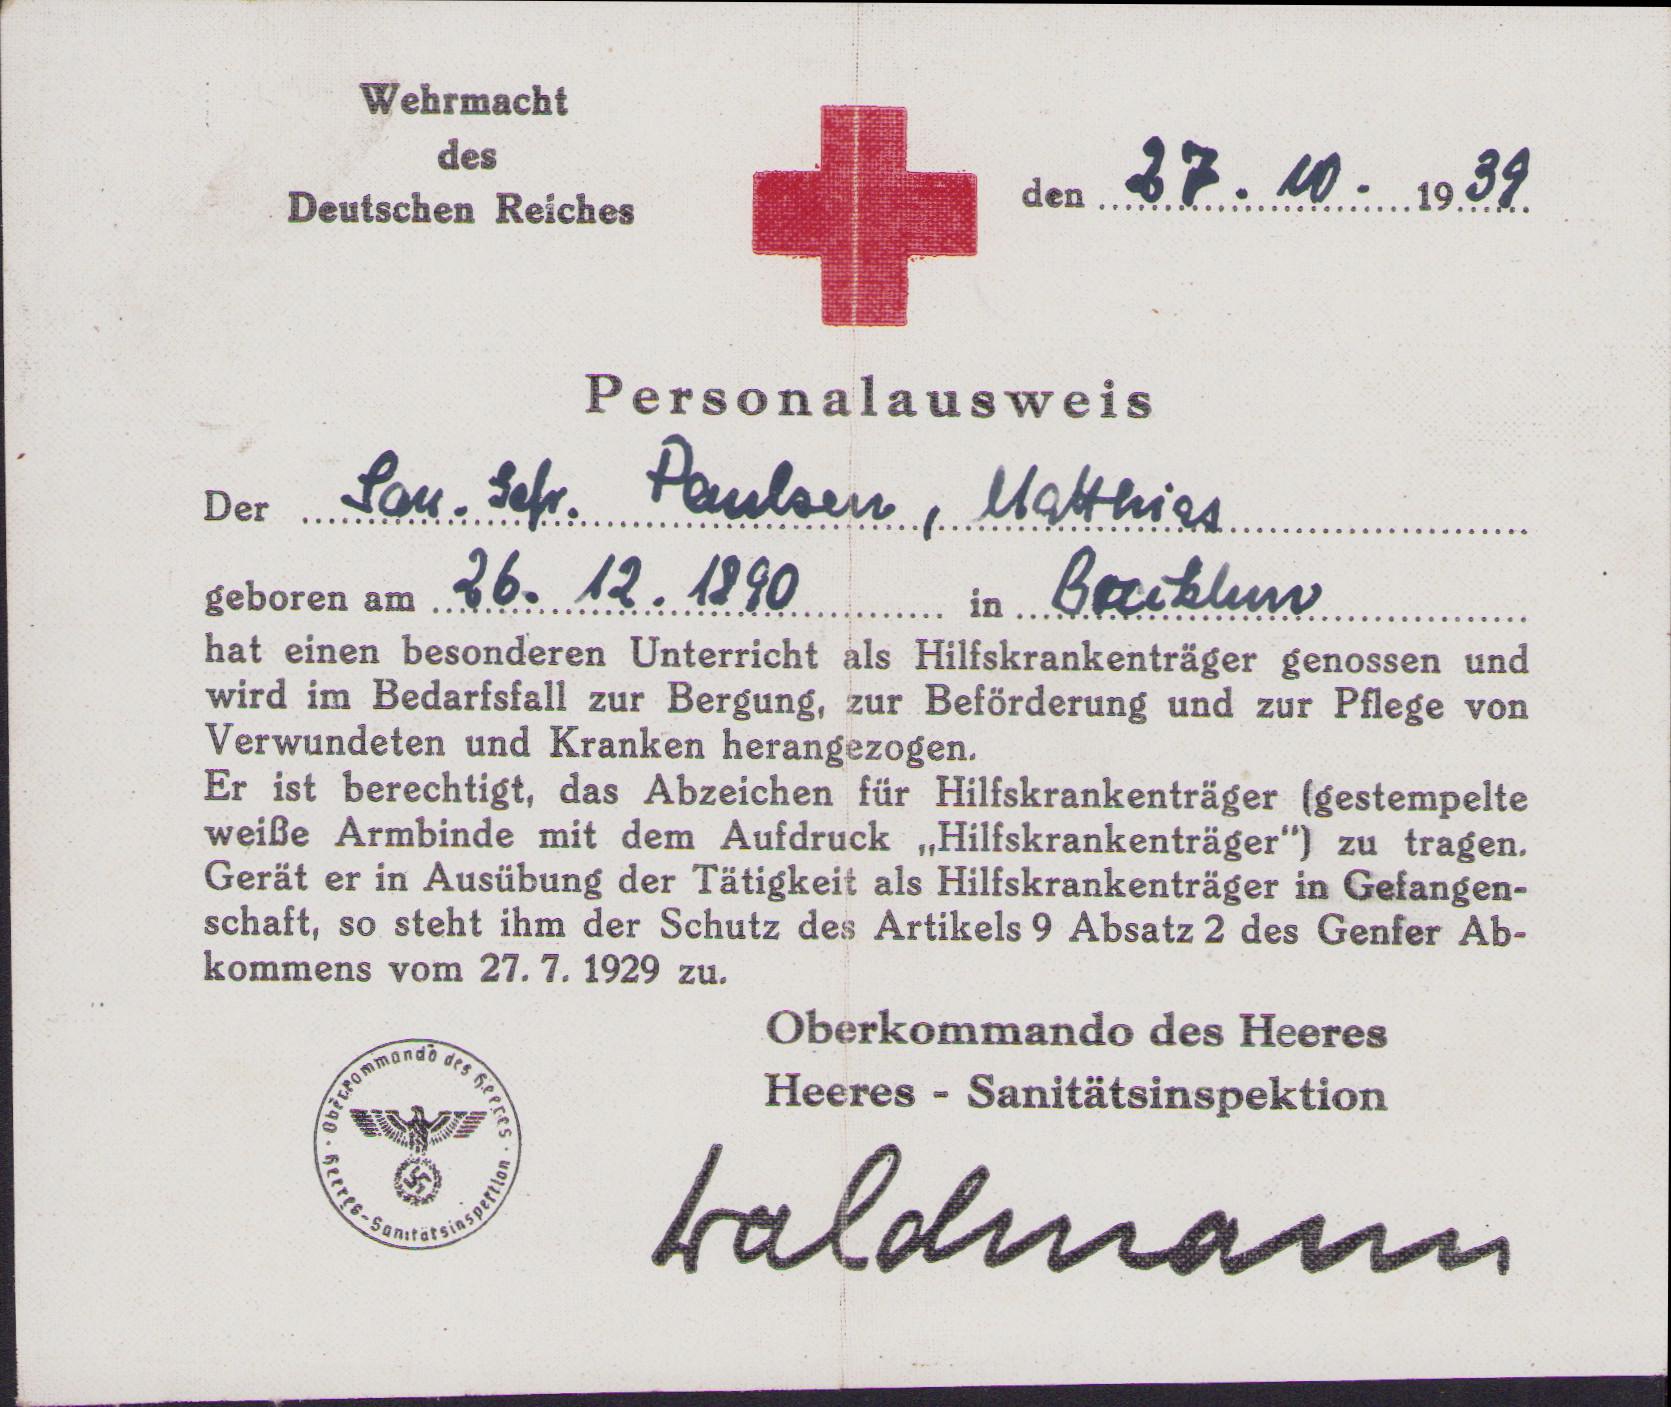 Wehrmacht
des
Deutschen Reiches
den 27. 10. 1939
Personalausweis
Der San. Gefr. Paulsen, Matthias
geboren am 26. 12. 1890 in
hat einen besonderen Unterricht als Hilfskrankenträger genossen und
wird im Bedarfsfall zur Bergung, zur Beförderung und zur Pflege von
Verwundeten und Kranken herangezogen.
Er ist berechtigt, das Abzeichen für Hilfskrankenträger (gestempelte
weiße Armbinde mit dem Aufdruck „Hilfskrankenträger“) zu tragen.
Gerät er in Ausübung der Tätigkeit als Hilfskrankenträger in Gefangen-
schaft, so steht ihm der Schutz des Artikels 9 Absatz 2 des Genfer Ab-
kommens vom 27. 7. 1929 zu.
Oberkommando des Heeres
Heeres - Sanitätsinspektion
Oberkommando des Heeres
Heeres-Sanitätsinspektion
Waldmann